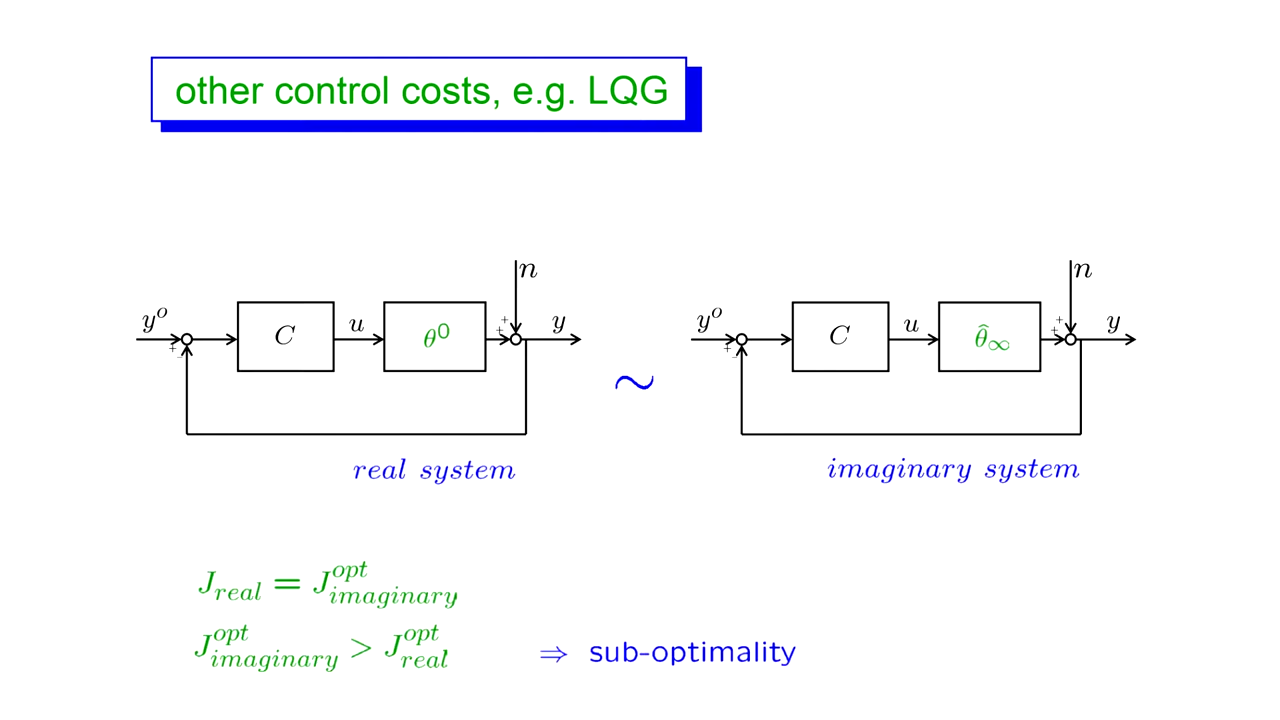 other control costs, e.g. LQG
n
y^o
+
-
C
u
θ^0
+
+
y
real system
∼
n
y^o
+
-
C
u
θ̂_∞
+
+
y
imaginary system
J_real = J^opt_imaginary
J^opt_imaginary > J^opt_real ⇒ sub-optimality